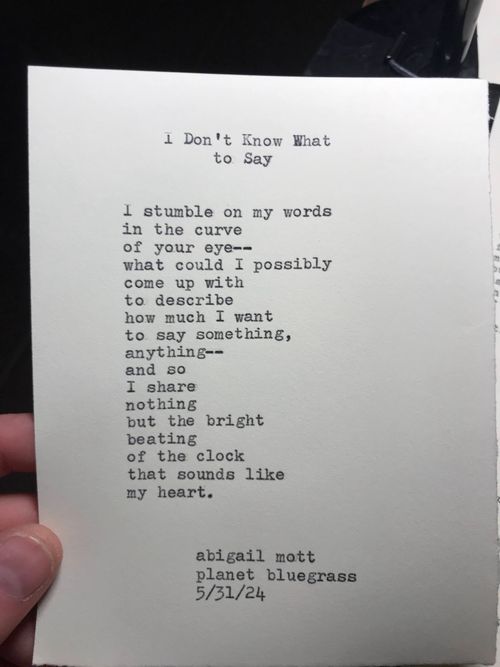 I Don't Know What
to Say
I stumble on my words
in the curve
of your eye--
what could I possibly
come up with
to describe
how much I want
to say something,
anything--
and so
I share
nothing
but the bright
beating
of the clock
that sounds like
my heart.
abigail mott
planet bluegrass
5/31/24